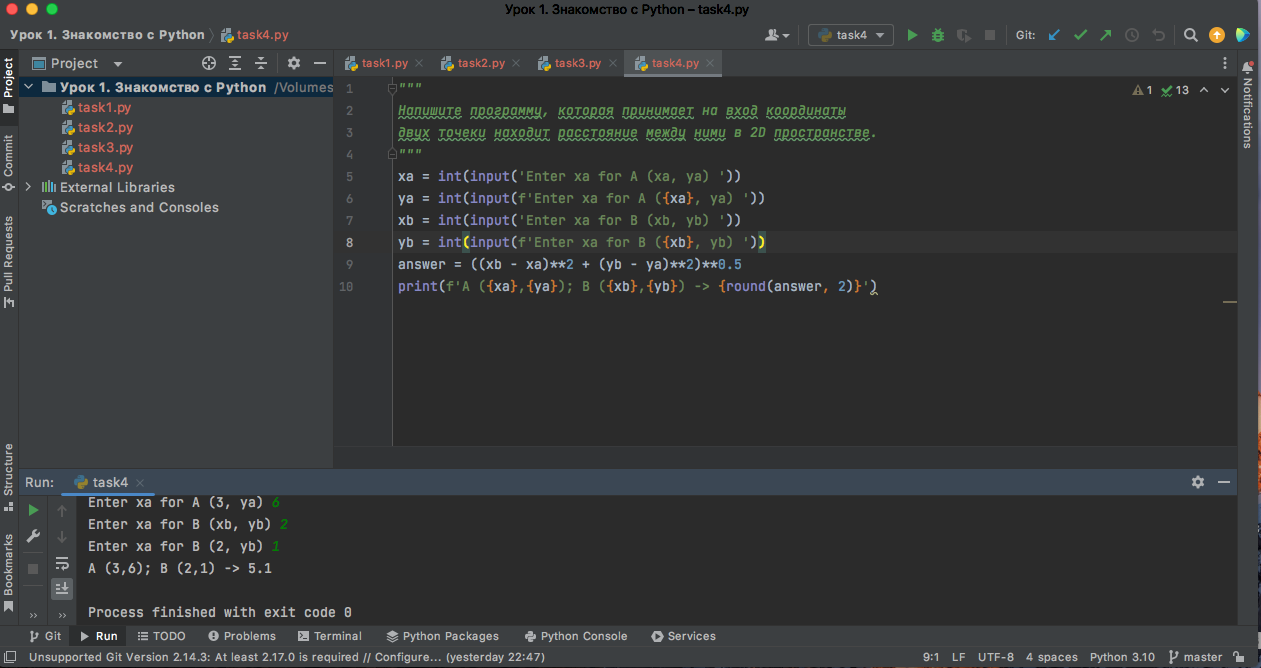 Урок 1. Знакомство с Python – task4.py
Урок 1. Знакомство с Python task4.py
task4
Git:
Project
task1.py
task2.py
task3.py
task4.py
Урок 1. Знакомство с Python /Volumes
task1.py
task2.py
task3.py
task4.py
External Libraries
Scratches and Consoles
Project
Commit
Pull Requests
Structure
Bookmarks
Notifications
1 13
1 """
2 Напишите программу, которая принимает на вход координаты
3 двух точеки находит расстояние между ними в 2D пространстве.
4 """
5 xa = int(input('Enter xa for A (xa, ya) '))
6 ya = int(input(f'Enter xa for A ({xa}, ya) '))
7 xb = int(input('Enter xa for B (xb, yb) '))
8 yb = int(input(f'Enter xa for B ({xb}, yb) '))
9 answer = ((xb - xa)**2 + (yb - ya)**2)**0.5
10 print(f'A ({xa},{ya}); B ({xb},{yb}) -> {round(answer, 2)}')
Run: task4
Enter xa for A (3, ya) 6
Enter xa for B (xb, yb) 2
Enter xa for B (2, yb) 1
A (3,6); B (2,1) -> 5.1
Process finished with exit code 0
Git Run TODO Problems Terminal Python Packages Python Console Services
Unsupported Git Version 2.14.3: At least 2.17.0 is required // Configure... (yesterday 22:47) 9:1 LF UTF-8 4 spaces Python 3.10 master